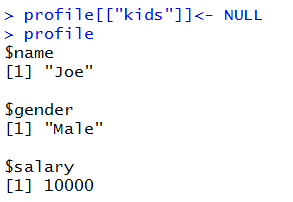 > profile[["kids"]]<- NULL
> profile
$name
[1] "Joe"
$gender
[1] "Male"
$salary
[1] 10000